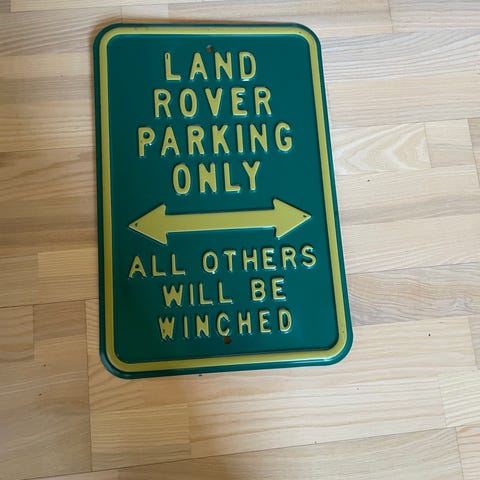 LAND
ROVER
PARKING
ONLY
ALL OTHERS
WILL BE
WINCHED